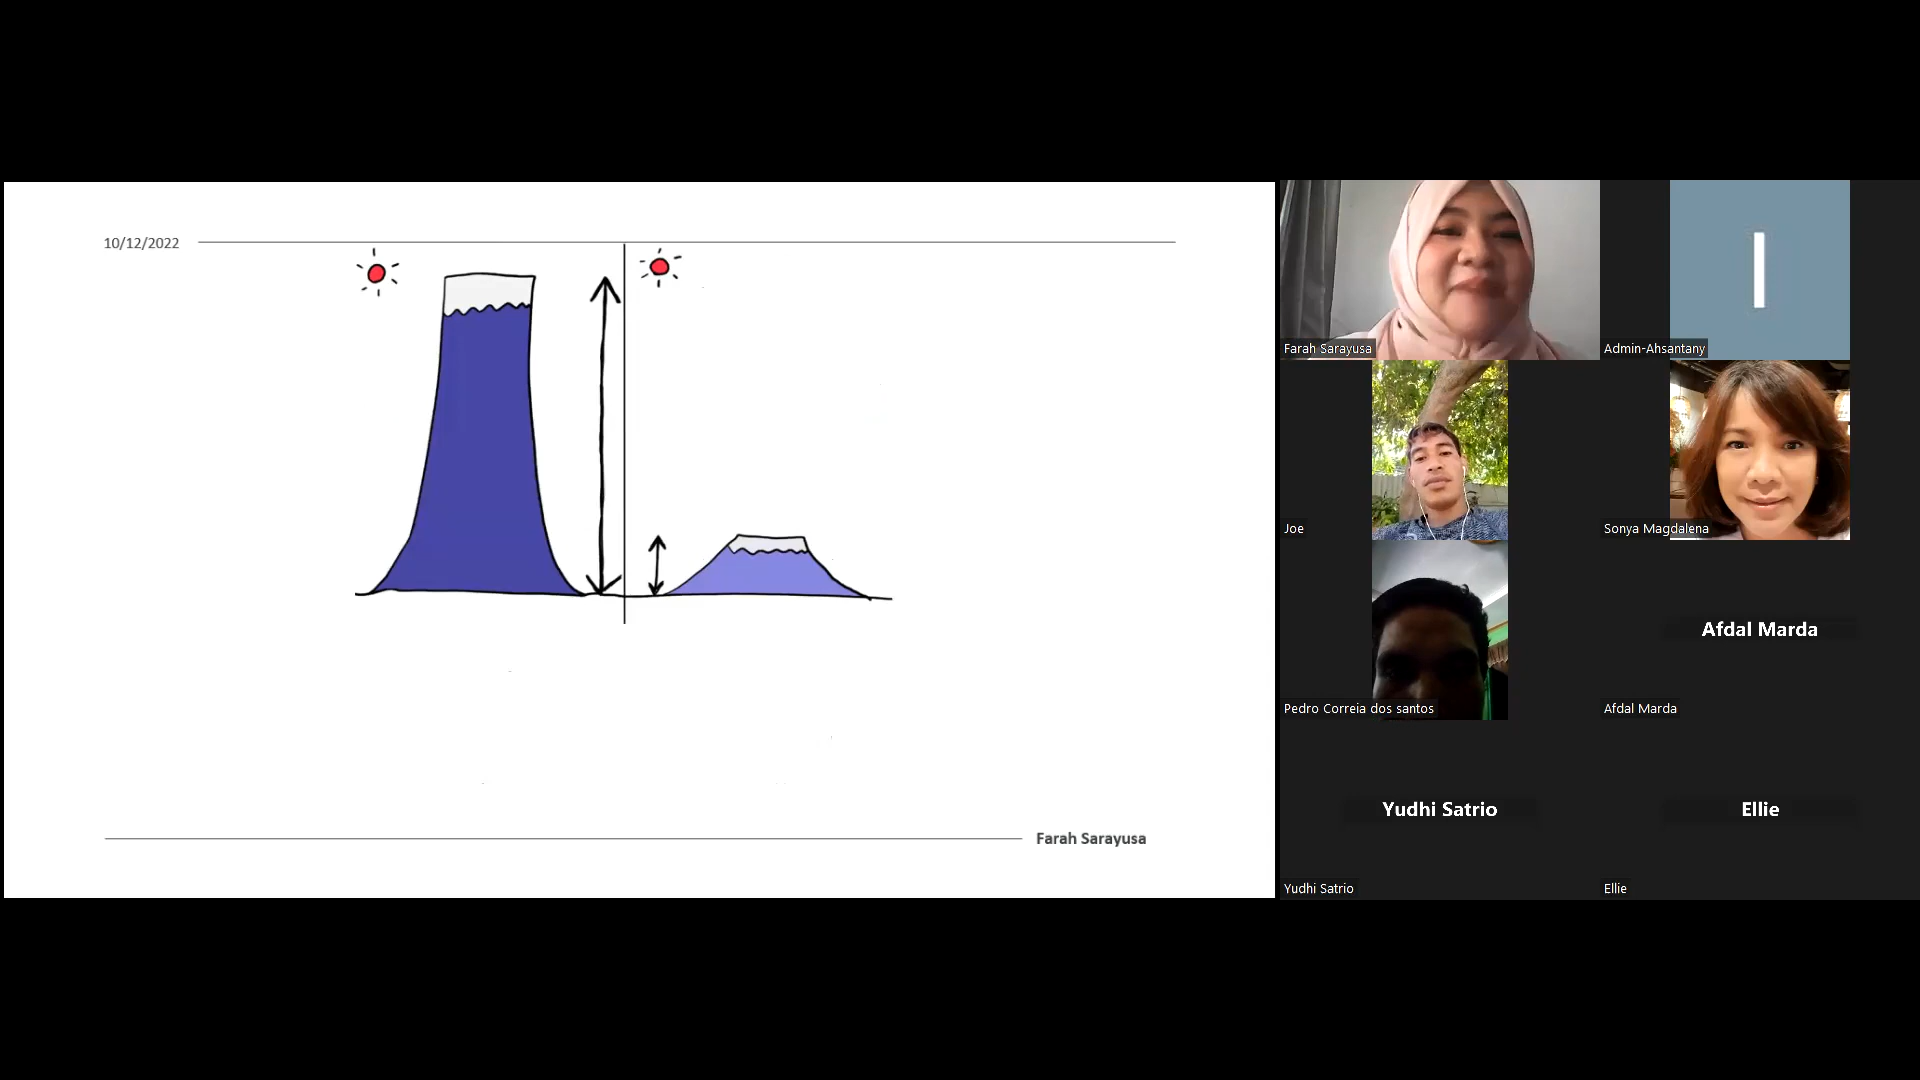 10/12/2022
Farah Sarayusa
Farah Sarayusa
Admin-Ahsantany
I
Joe
Sonya Magdalena
Pedro Correia dos santos
Afdal Marda
Afdal Marda
Yudhi Satrio
Ellie
Yudhi Satrio
Ellie